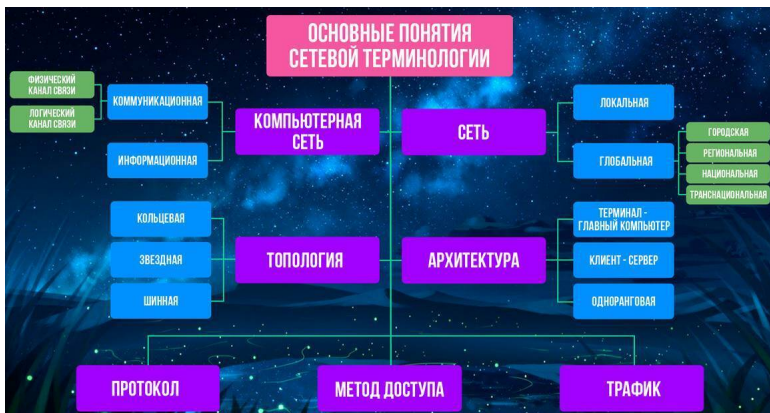 ОСНОВНЫЕ ПОНЯТИЯ
СЕТЕВОЙ ТЕРМИНОЛОГИИ
ФИЗИЧЕСКИЙ
КАНАЛ СВЯЗИ
ЛОГИЧЕСКИЙ
КАНАЛ СВЯЗИ
КОММУНИКАЦИОННАЯ
ИНФОРМАЦИОННАЯ
КОМПЬЮТЕРНАЯ
СЕТЬ
СЕТЬ
ЛОКАЛЬНАЯ
ГЛОБАЛЬНАЯ
ГОРОДСКАЯ
РЕГИОНАЛЬНАЯ
НАЦИОНАЛЬНАЯ
ТРАНСНАЦИОНАЛЬНАЯ
КОЛЬЦЕВАЯ
ЗВЕЗДНАЯ
ШИННАЯ
ТОПОЛОГИЯ
АРХИТЕКТУРА
ТЕРМИНАЛ -
ГЛАВНЫЙ КОМПЬЮТЕР
КЛИЕНТ - СЕРВЕР
ОДНОРАНГОВАЯ
ПРОТОКОЛ
МЕТОД ДОСТУПА
ТРАФИК